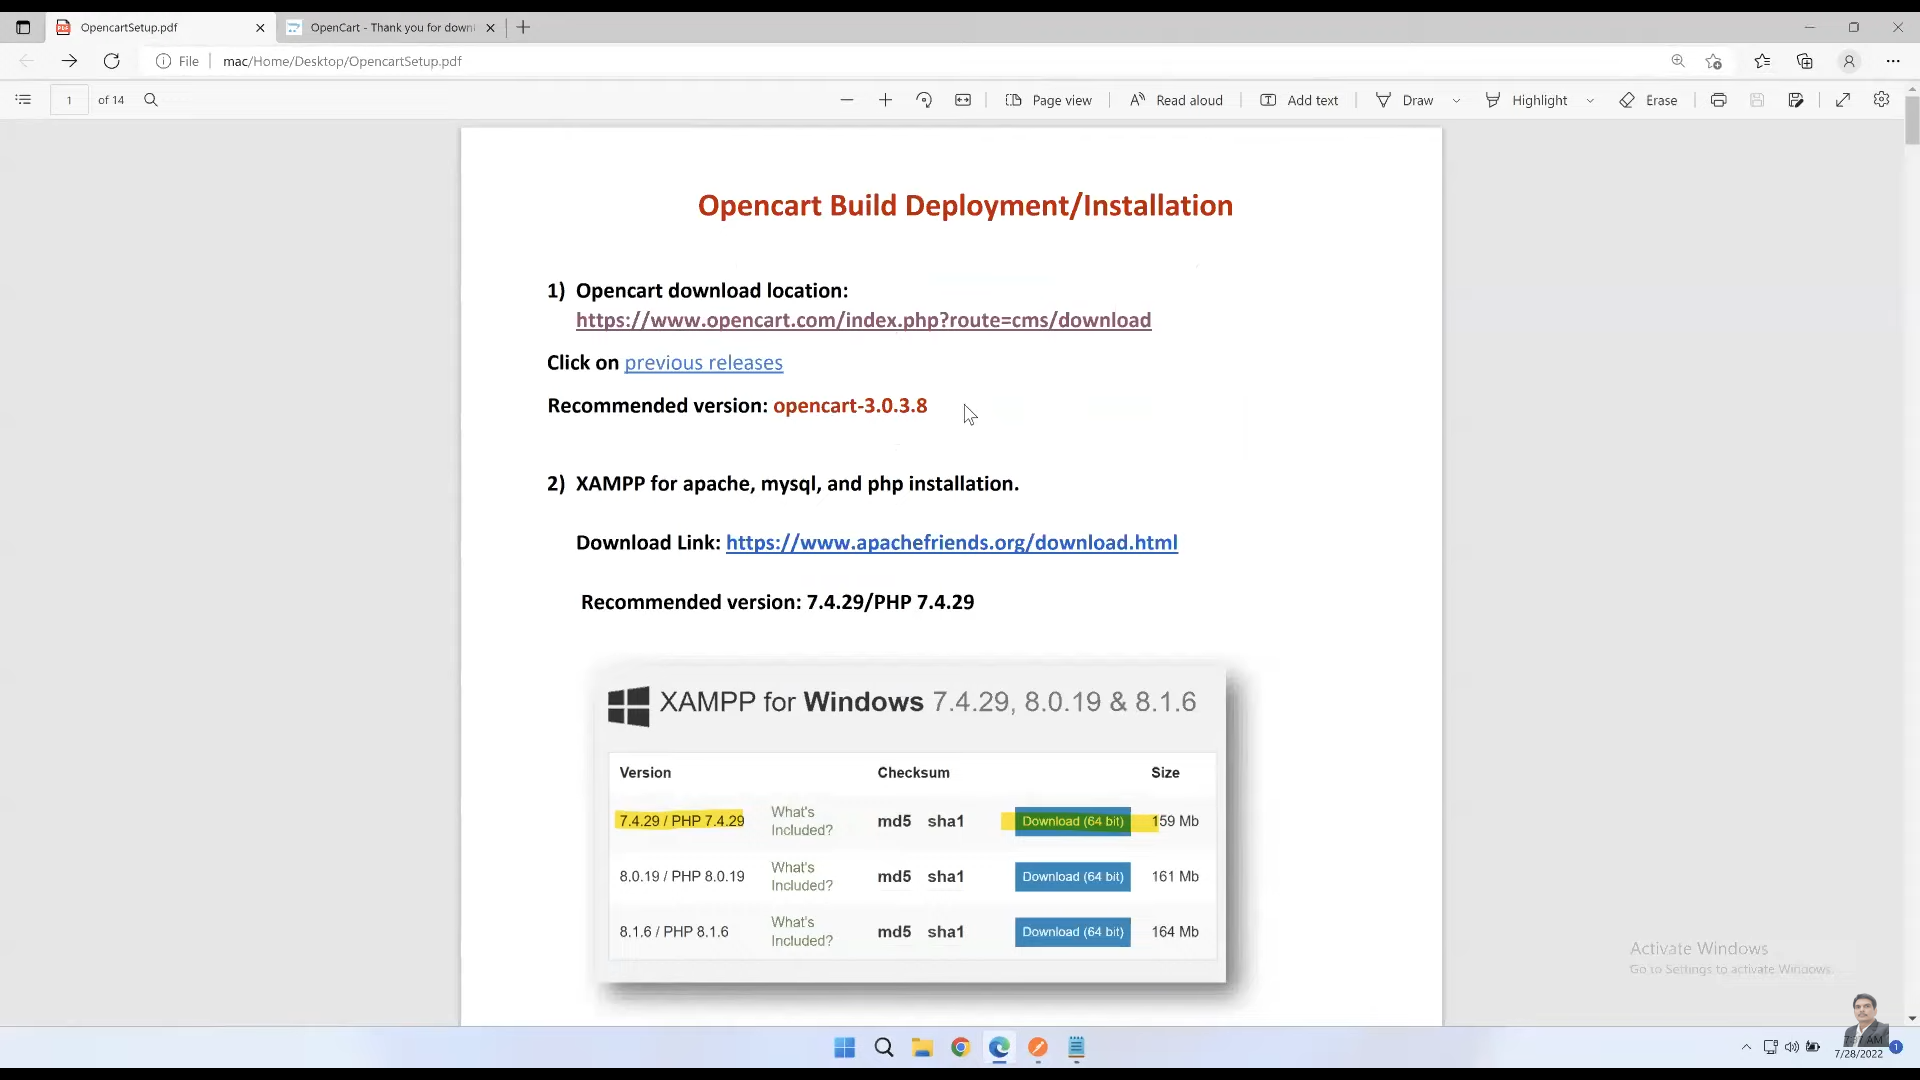 OpencartSetup.pdf
OpenCart - Thank you for down
File
mac/Home/Desktop/OpencartSetup.pdf
1 of 14
Page view
Read aloud
Add text
Draw
Highlight
Erase
Opencart Build Deployment/Installation
1) Opencart download location:
https://www.opencart.com/index.php?route=cms/download
Click on previous releases
Recommended version: opencart-3.0.3.8
2) XAMPP for apache, mysql, and php installation.
Download Link: https://www.apachefriends.org/download.html
Recommended version: 7.4.29/PHP 7.4.29
XAMPP for Windows 7.4.29, 8.0.19 & 8.1.6
Version Checksum Size
7.4.29 / PHP 7.4.29 What's Included? md5 sha1 Download (64 bit) 159 Mb
8.0.19 / PHP 8.0.19 What's Included? md5 sha1 Download (64 bit) 161 Mb
8.1.6 / PHP 8.1.6 What's Included? md5 sha1 Download (64 bit) 164 Mb
Activate Windows
Go to Settings to activate Windows.
7/28/2022
1